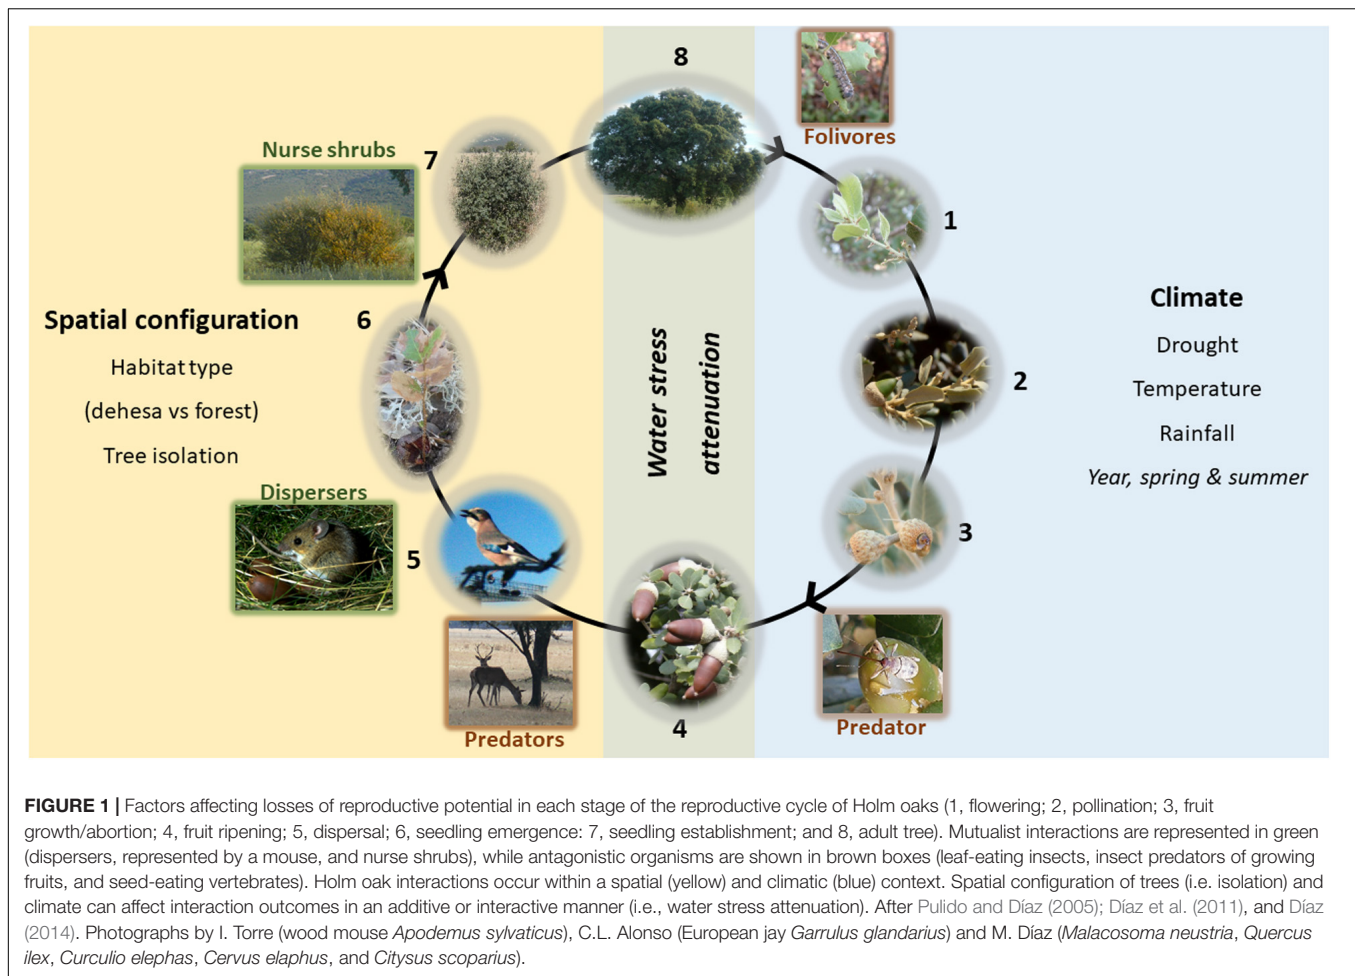 8
Folivores
Nurse shrubs
7
1
Spatial configuration
Habitat type
(dehesa vs forest)
Tree isolation
6
Water stress
attenuation
Climate
Drought
Temperature
Rainfall
Year, spring & summer
2
Dispersers
5
3
Predators
4
Predator
FIGURE 1 | Factors affecting losses of reproductive potential in each stage of the reproductive cycle of Holm oaks (1, flowering; 2, pollination; 3, fruit
growth/abortion; 4, fruit ripening; 5, dispersal; 6, seedling emergence: 7, seedling establishment; and 8, adult tree). Mutualist interactions are represented in green
(dispersers, represented by a mouse, and nurse shrubs), while antagonistic organisms are shown in brown boxes (leaf-eating insects, insect predators of growing
fruits, and seed-eating vertebrates). Holm oak interactions occur within a spatial (yellow) and climatic (blue) context. Spatial configuration of trees (i.e. isolation) and
climate can affect interaction outcomes in an additive or interactive manner (i.e., water stress attenuation). After Pulido and Díaz (2005); Díaz et al. (2011), and Díaz
(2014). Photographs by I. Torre (wood mouse Apodemus sylvaticus), C.L. Alonso (European jay Garrulus glandarius) and M. Díaz (Malacosoma neustria, Quercus
ilex, Curculio elephas, Cervus elaphus, and Citysus scoparius).